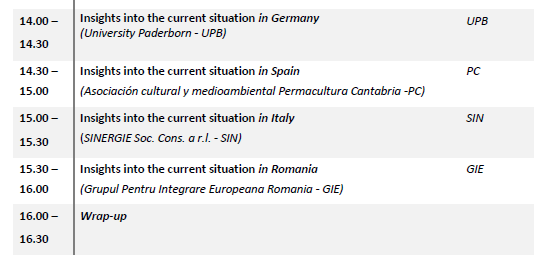 14.00 – Insights into the current situation in Germany UPB
(University Paderborn - UPB)
14.30
14.30 – Insights into the current situation in Spain PC
15.00 (Asociación cultural y medioambiental Permacultura Cantabria -PC)
15.00 – Insights into the current situation in Italy SIN
15.30 (SINERGIE Soc. Cons. a r.l. - SIN)
15.30 – Insights into the current situation in Romania GIE
16.00 (Grupul Pentru Integrare Europeana Romania - GIE)
16.00 – Wrap-up
16.30